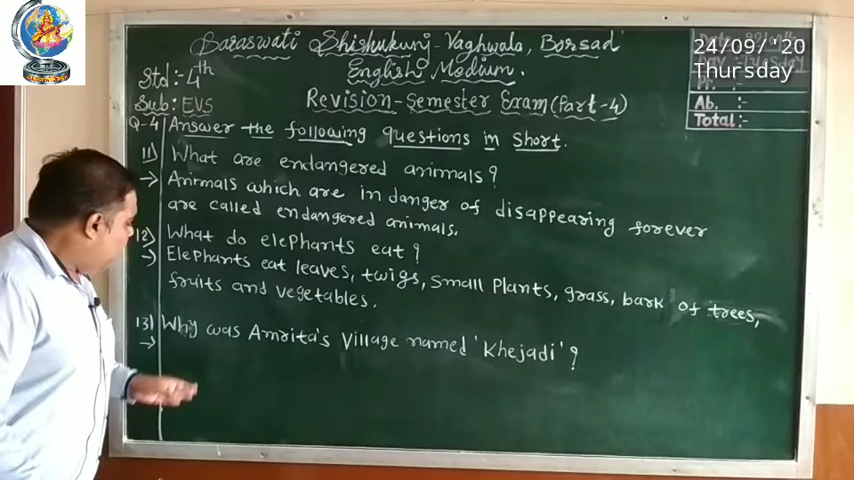 Saraswati Shishukunj - Vaghwala, Borsad
English Medium.
24/09/'20
Thursday
Std :- 4th
Sub : EVS
Revision - Semester Exam (Part-4)
Ab. :-
Total :-
Q-4 Answer the following questions in short.
11) What are endangered animals?
→ Animals which are in danger of disappearing forever
are called endangered animals.
12) What do elephants eat?
→ Elephants eat leaves, twigs, small plants, grass, bark of trees,
fruits and vegetables.
13) Why was Amrita's village named 'Khejadi'?
→